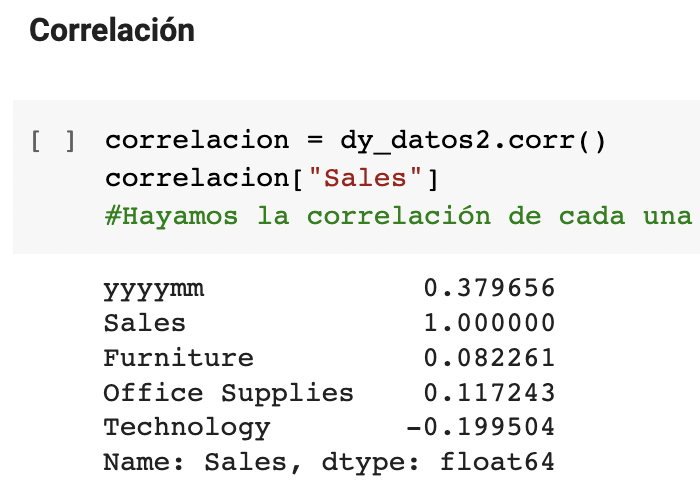 Correlación
[ ] correlacion = dy_datos2.corr()
correlacion["Sales"]
#Hayamos la correlación de cada una
yyyymm 0.379656
Sales 1.000000
Furniture 0.082261
Office Supplies 0.117243
Technology -0.199504
Name: Sales, dtype: float64